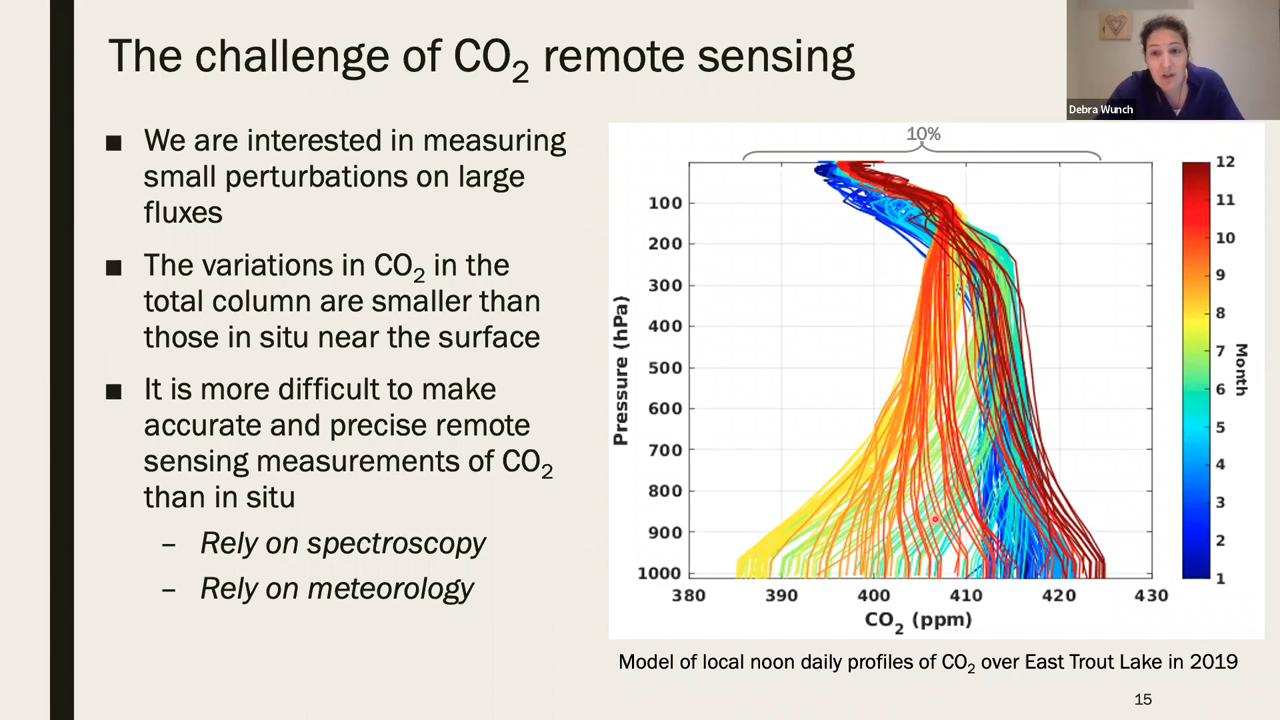 The challenge of CO₂ remote sensing
Debra Wunch
■ We are interested in measuring
small perturbations on large
fluxes
■ The variations in CO₂ in the
total column are smaller than
those in situ near the surface
■ It is more difficult to make
accurate and precise remote
sensing measurements of CO₂
than in situ
– Rely on spectroscopy
– Rely on meteorology
10%
Pressure (hPa)
100
200
300
400
500
600
700
800
900
1000
380 390 400 410 420 430
CO₂ (ppm)
12
11
10
9
8
7
6
5
4
3
2
1
Month
Model of local noon daily profiles of CO₂ over East Trout Lake in 2019
15